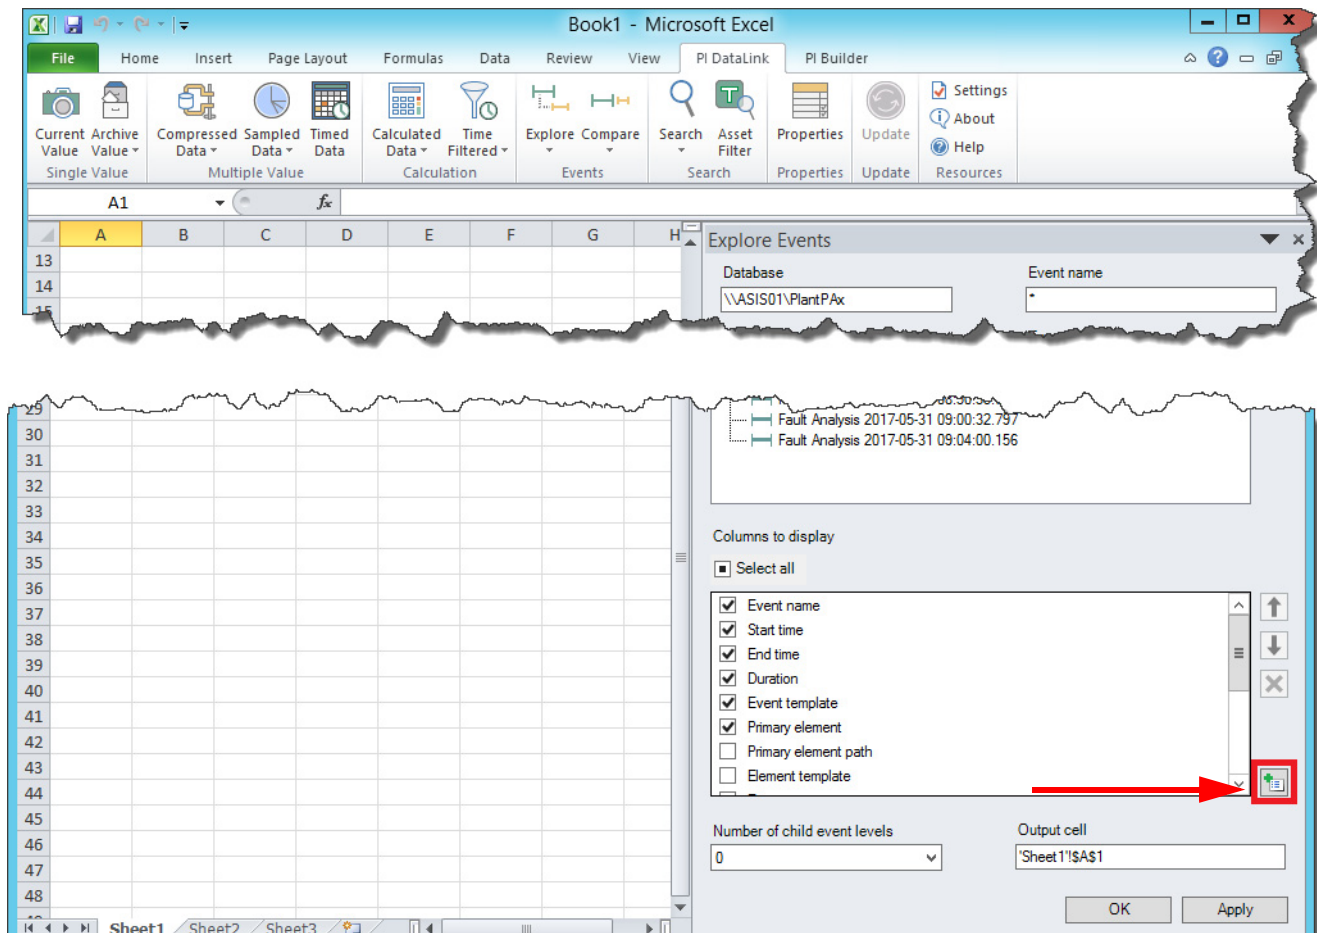 Book1 - Microsoft Excel
File Home Insert Page Layout Formulas Data Review View PI DataLink PI Builder
Current Value
Archive Value
Compressed Data
Sampled Data
Timed Data
Calculated Data
Time Filtered
Explore
Compare
Search
Asset Filter
Properties
Update
Settings
About
Help
Single Value Multiple Value Calculation Events Search Properties Update Resources
A1 fx
A B C D E F G H
13
14
15
Explore Events
Database
\\ASIS01\PlantPAx
Event name
*
29
30
31
32
33
34
35
36
37
38
39
40
41
42
43
44
45
46
47
48
Fault Analysis 2017-05-31 09:00:32.797
Fault Analysis 2017-05-31 09:04:00.156
Columns to display
Select all
Event name
Start time
End time
Duration
Event template
Primary element
Primary element path
Element template
Number of child event levels
0
Output cell
'Sheet1'!$A$1
OK Apply
Sheet1 Sheet2 Sheet3